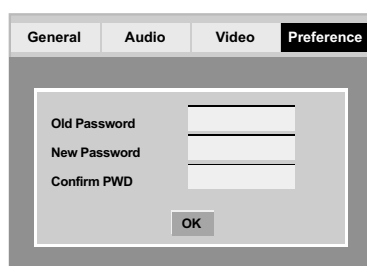 General Audio Video Preference
Old Password
New Password
Confirm PWD
OK